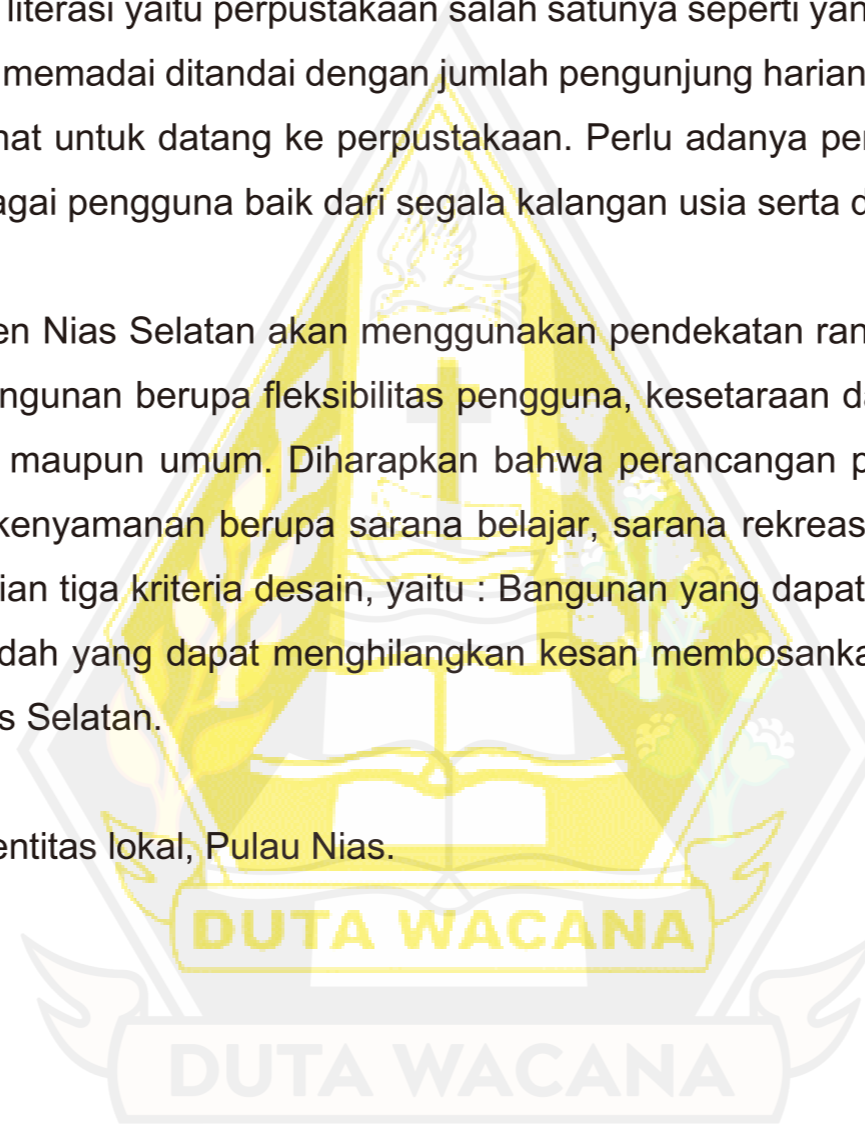 literasi yaitu perpustakaan salah satunya seperti yan
memadai ditandai dengan jumlah pengunjung harian
nat untuk datang ke perpustakaan. Perlu adanya per
agai pengguna baik dari segala kalangan usia serta d
en Nias Selatan akan menggunakan pendekatan ran
ngunan berupa fleksibilitas pengguna, kesetaraan da
maupun umum. Diharapkan bahwa perancangan p
kenyamanan berupa sarana belajar, sarana rekreas
ian tiga kriteria desain, yaitu : Bangunan yang dapat
dah yang dapat menghilangkan kesan membosanka
s Selatan.
entitas lokal, Pulau Nias.
DUTA WACANA
DUTA WACANA